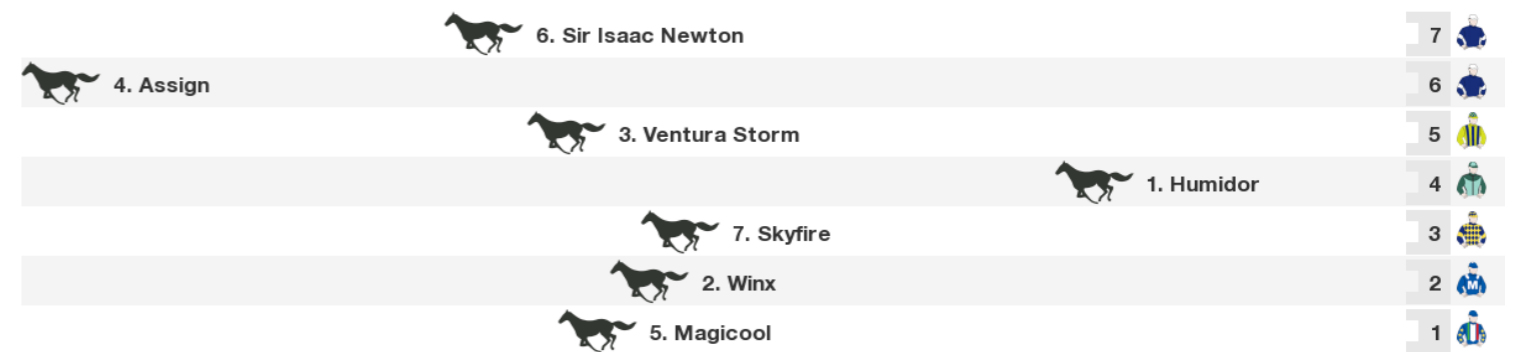 6. Sir Isaac Newton 7
4. Assign 6
3. Ventura Storm 5
1. Humidor 4
7. Skyfire 3
2. Winx 2 M
5. Magicool 1